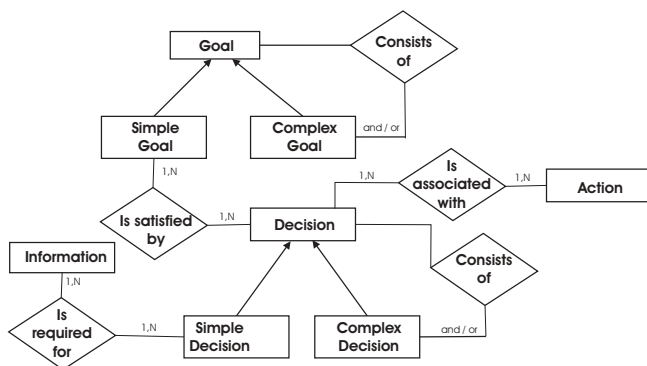 Goal
Consists
of
Simple
Goal
Complex
Goal
and / or
1,N
Is
associated
with
1,N
1,N
Action
Is satisfied
by
1,N
Decision
Information
1,N
Consists
of
Is
required
for
1,N
Simple
Decision
Complex
Decision
and / or